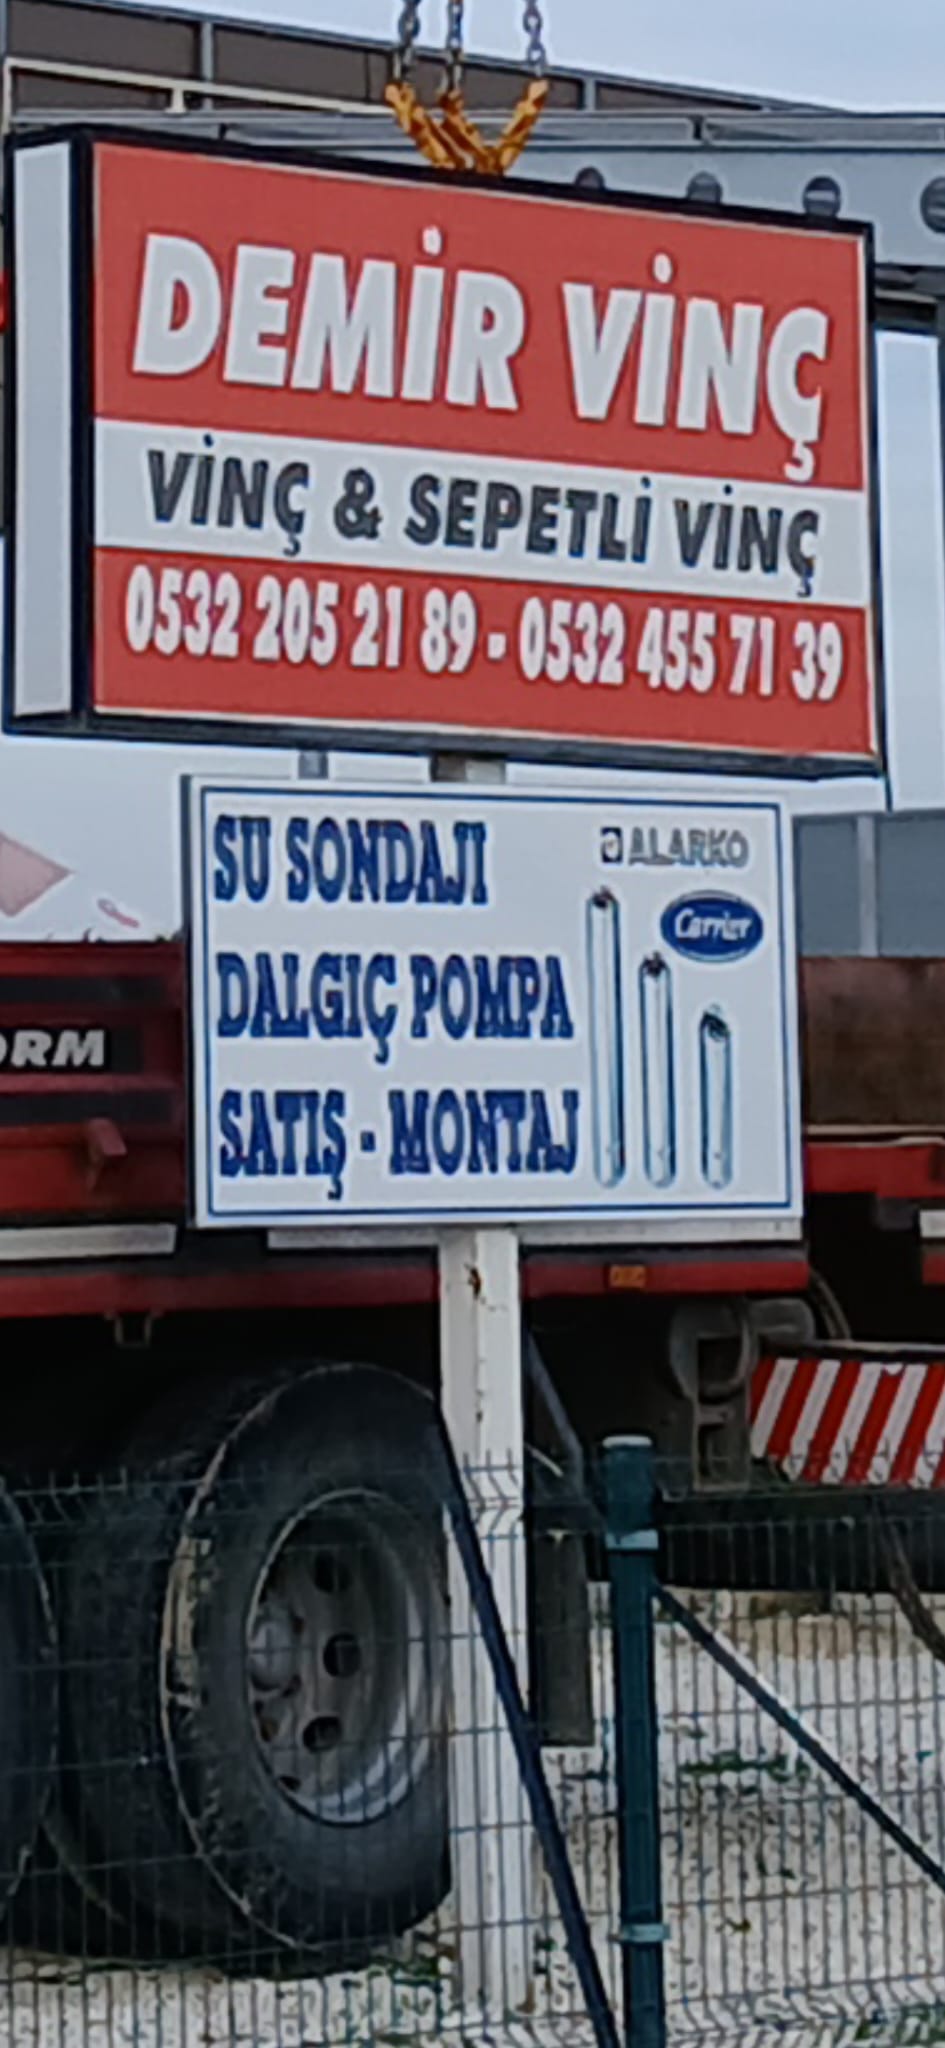 DEMİR VİNÇ
VİNÇ & SEPETLİ VİNÇ
0532 205 21 89 - 0532 455 71 39
SU SONDAJI
ALARKO
Carrier
DALGIÇ POMPA
SATIŞ - MONTAJ
ORM